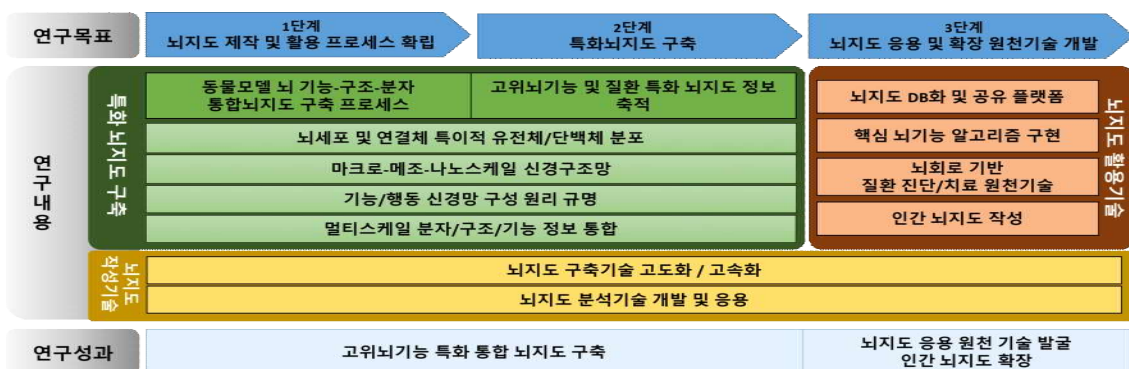 연구목표
1단계
뇌지도 제작 및 활용 프로세스 확립
2단계
특화뇌지도 구축
3단계
뇌지도 응용 및 확장 원천기술 개발
연구내용
특화 뇌지도 구축
동물모델 뇌 기능-구조-분자
통합뇌지도 구축 프로세스
고위뇌기능 및 질환 특화 뇌지도 정보
축적
뇌세포 및 연결체 특이적 유전체/단백체 분포
마크로-메조-나노스케일 신경구조망
기능/행동 신경망 구성 원리 규명
멀티스케일 분자/구조/기능 정보 통합
뇌지도 DB화 및 공유 플랫폼
핵심 뇌기능 알고리즘 구현
뇌회로 기반
질환 진단/치료 원천기술
인간 뇌지도 작성
뇌지도 활용기술
뇌지도
작성기술
뇌지도 구축기술 고도화 / 고속화
뇌지도 분석기술 개발 및 응용
연구성과
고위뇌기능 특화 통합 뇌지도 구축
뇌지도 응용 원천 기술 발굴
인간 뇌지도 확장